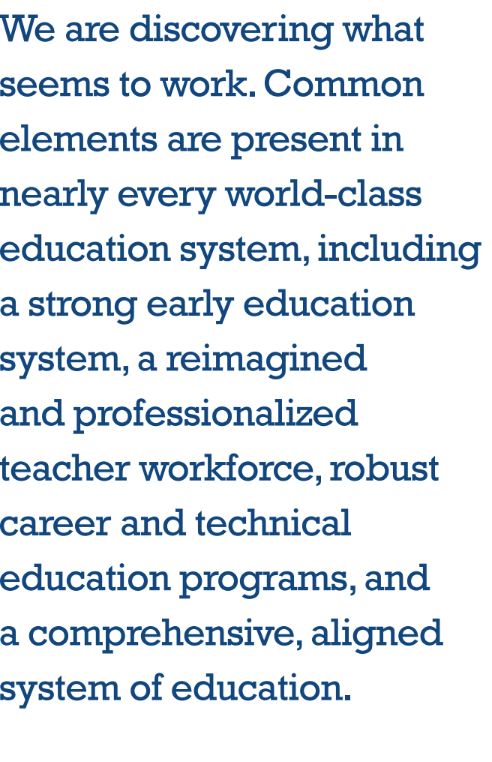 We are discovering what
seems to work. Common
elements are present in
nearly every world-class
education system, including
a strong early education
system, a reimagined
and professionalized
teacher workforce, robust
career and technical
education programs, and
a comprehensive, aligned
system of education.